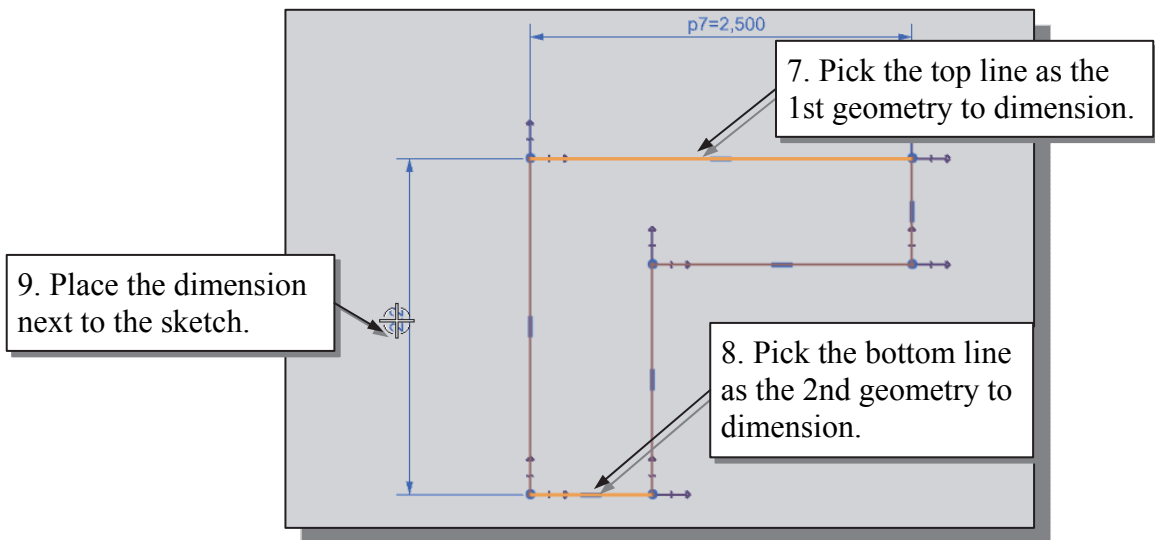 p7=2,500
7. Pick the top line as the
1st geometry to dimension.
9. Place the dimension
next to the sketch.
8. Pick the bottom line
as the 2nd geometry to
dimension.